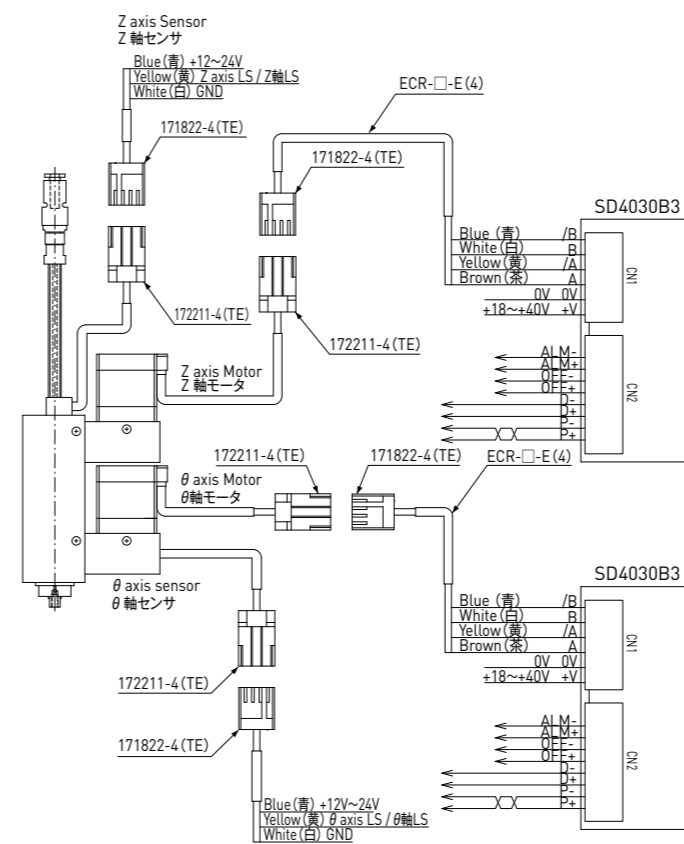 Z axis Sensor
Z 軸センサ
Blue(青) +12~24V
Yellow(黄) Z axis LS / Z軸LS
White(白) GND
171822-4(TE)
ECR-□-E(4)
171822-4(TE)
SD4030B3
Blue (青) /B
White(白) B
Yellow(黄) /A
Brown(茶) A
0V 0V
+18~+40V +V
CN1
172211-4(TE)
172211-4(TE)
Z axis Motor
Z 軸モータ
ALM-
ALM+
OFF-
OFF+
D-
D+
P-
P+
CN2
172211-4(TE)
171822-4(TE)
ECR-□-E(4)
θ axis Motor
θ軸モータ
SD4030B3
θ axis sensor
θ 軸センサ
Blue (青) /B
White(白) B
Yellow(黄) /A
Brown(茶) A
0V 0V
+18~+40V +V
CN1
172211-4(TE)
171822-4(TE)
ALM-
ALM+
OFF-
OFF+
D-
D+
P-
P+
CN2
Blue(青) +12V~24V
Yellow(黄) θ axis LS / θ軸LS
White(白) GND